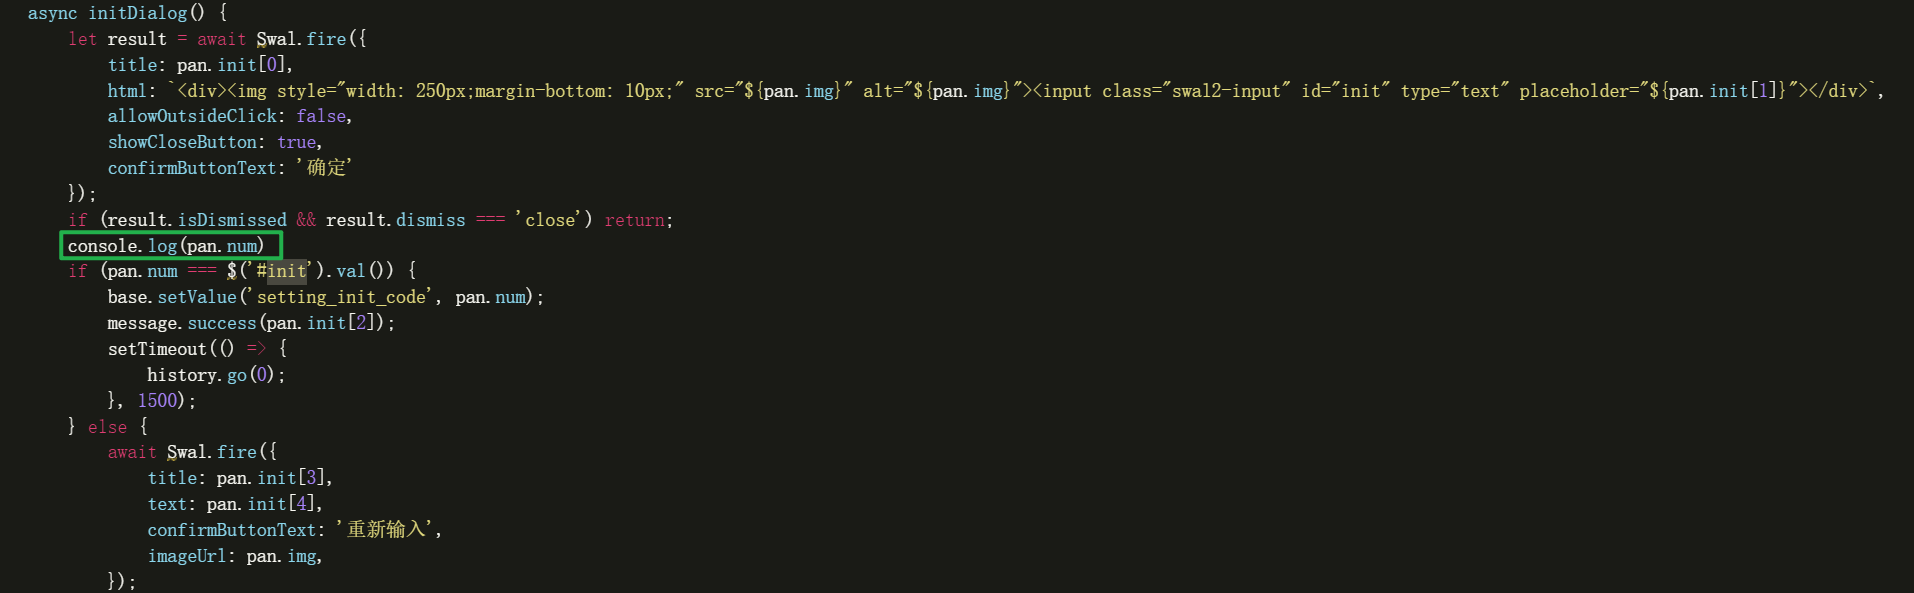 async initDialog() {
let result = await Swal.fire({
title: pan.init[0],
html: `<div><img style="width: 250px;margin-bottom: 10px;" src="${pan.img}" alt="${pan.img}"><input class="swal2-input" id="init" type="text" placeholder="${pan.init[1]}"></div>`,
allowOutsideClick: false,
showCloseButton: true,
confirmButtonText: '确定'
});
if (result.isDismissed && result.dismiss === 'close') return;
console.log(pan.num)
if (pan.num === $('#init').val()) {
base.setValue('setting_init_code', pan.num);
message.success(pan.init[2]);
setTimeout(() => {
history.go(0);
}, 1500);
} else {
await Swal.fire({
title: pan.init[3],
text: pan.init[4],
confirmButtonText: '重新输入',
imageUrl: pan.img,
});